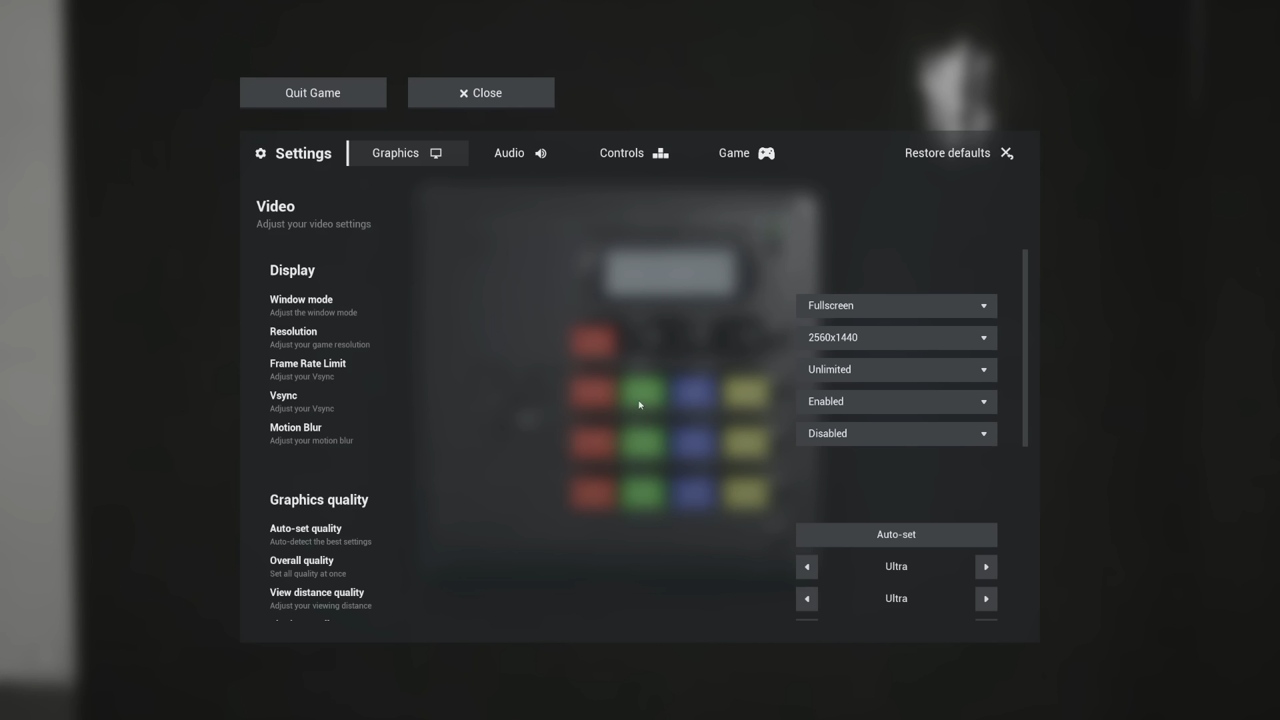 Quit Game
Close
Settings
Graphics
Audio
Controls
Game
Restore defaults
Video
Adjust your video settings
Display
Window mode
Adjust the window mode
Fullscreen
Resolution
Adjust your game resolution
2560x1440
Frame Rate Limit
Adjust your Vsync
Unlimited
Vsync
Adjust your Vsync
Enabled
Motion Blur
Adjust your motion blur
Disabled
Graphics quality
Auto-set quality
Auto-detect the best settings
Auto-set
Overall quality
Set all quality at once
Ultra
View distance quality
Adjust your viewing distance
Ultra